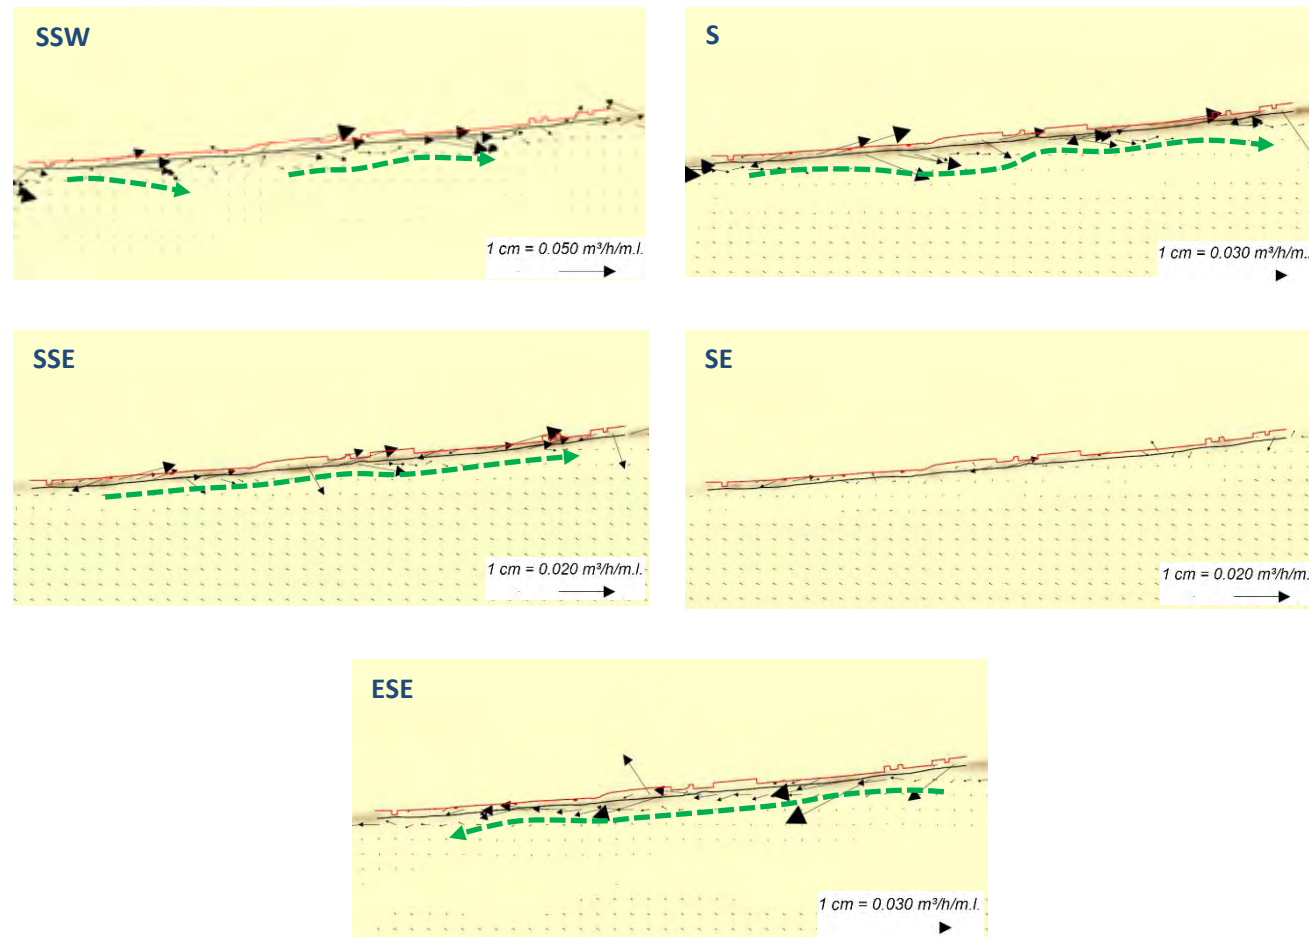 SSW
1 cm = 0.050 m³/h/m.l.
S
1 cm = 0.030 m³/h/m.l.
SSE
1 cm = 0.020 m³/h/m.l.
SE
1 cm = 0.020 m³/h/m.l.
ESE
1 cm = 0.030 m³/h/m.l.